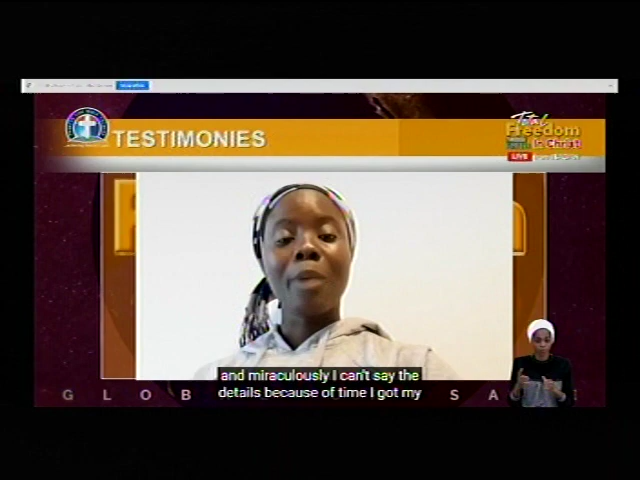 TESTIMONIES
Total
Freedom
In Christ
LIVE
and miraculously I can't say the
details because of time I got my
G L O B
S A